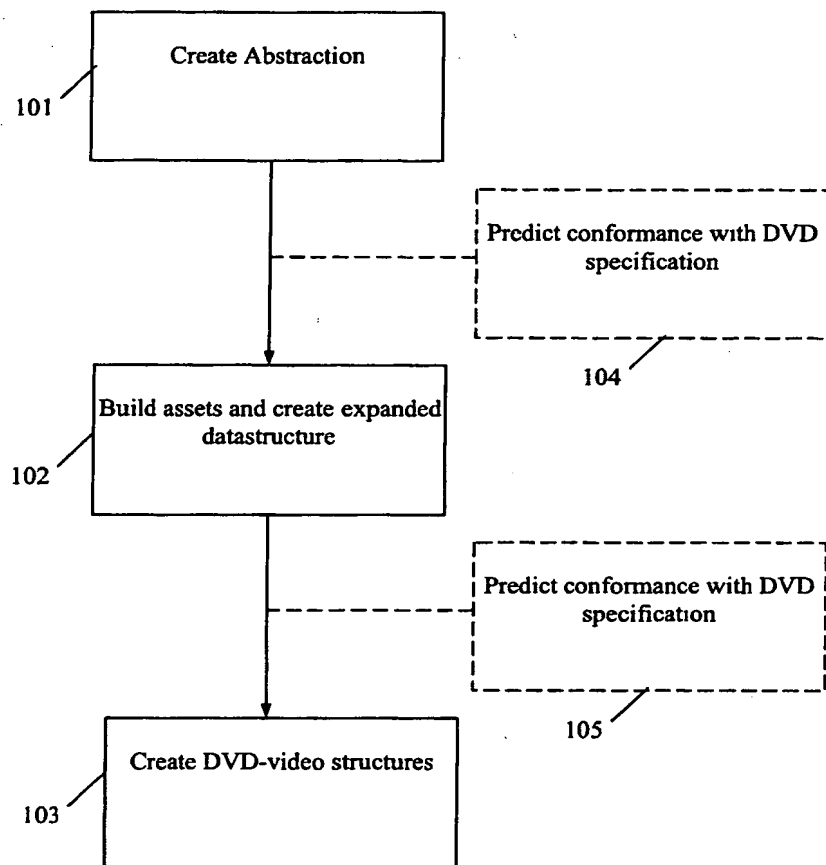 Create Abstraction
101
Predict conformance with DVD
specification
104
Build assets and create expanded
datastructure
102
Predict conformance with DVD
specification
105
Create DVD-video structures
103